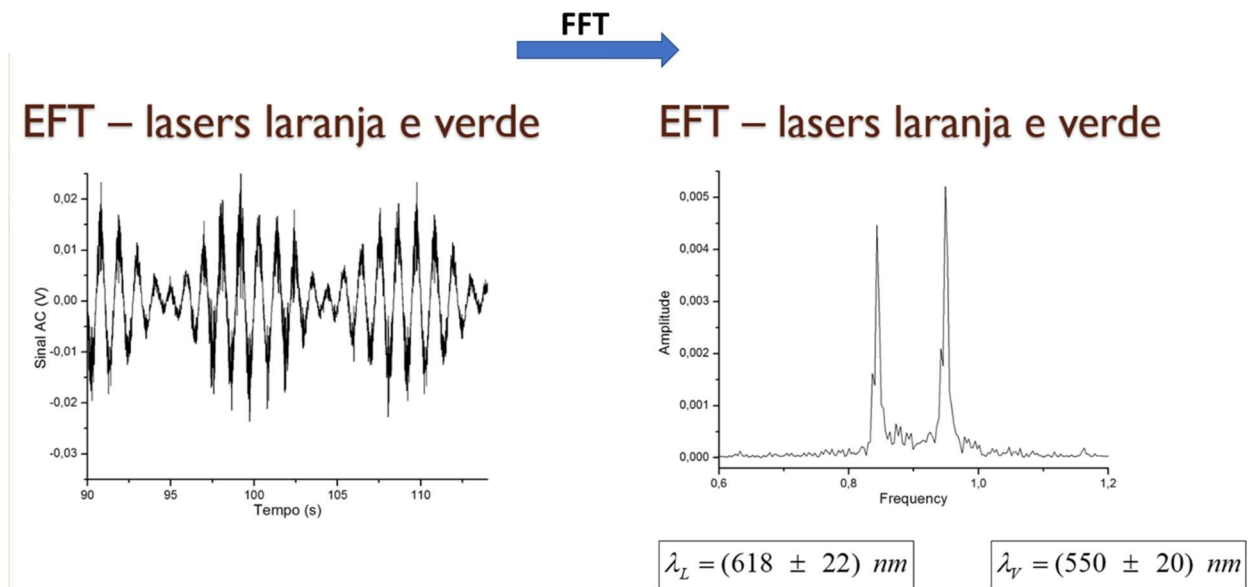 FFT
EFT – lasers laranja e verde
EFT – lasers laranja e verde
Sinal AC (V)
0,02
0,01
0,00
-0,01
-0,02
-0,03
90 95 100 105 110
Tempo (s)
Amplitude
0,005
0,004
0,003
0,002
0,001
0,000
0,6 0,8 1,0 1,2
Frequency
λ_L = (618 ± 22) nm
λ_V = (550 ± 20) nm